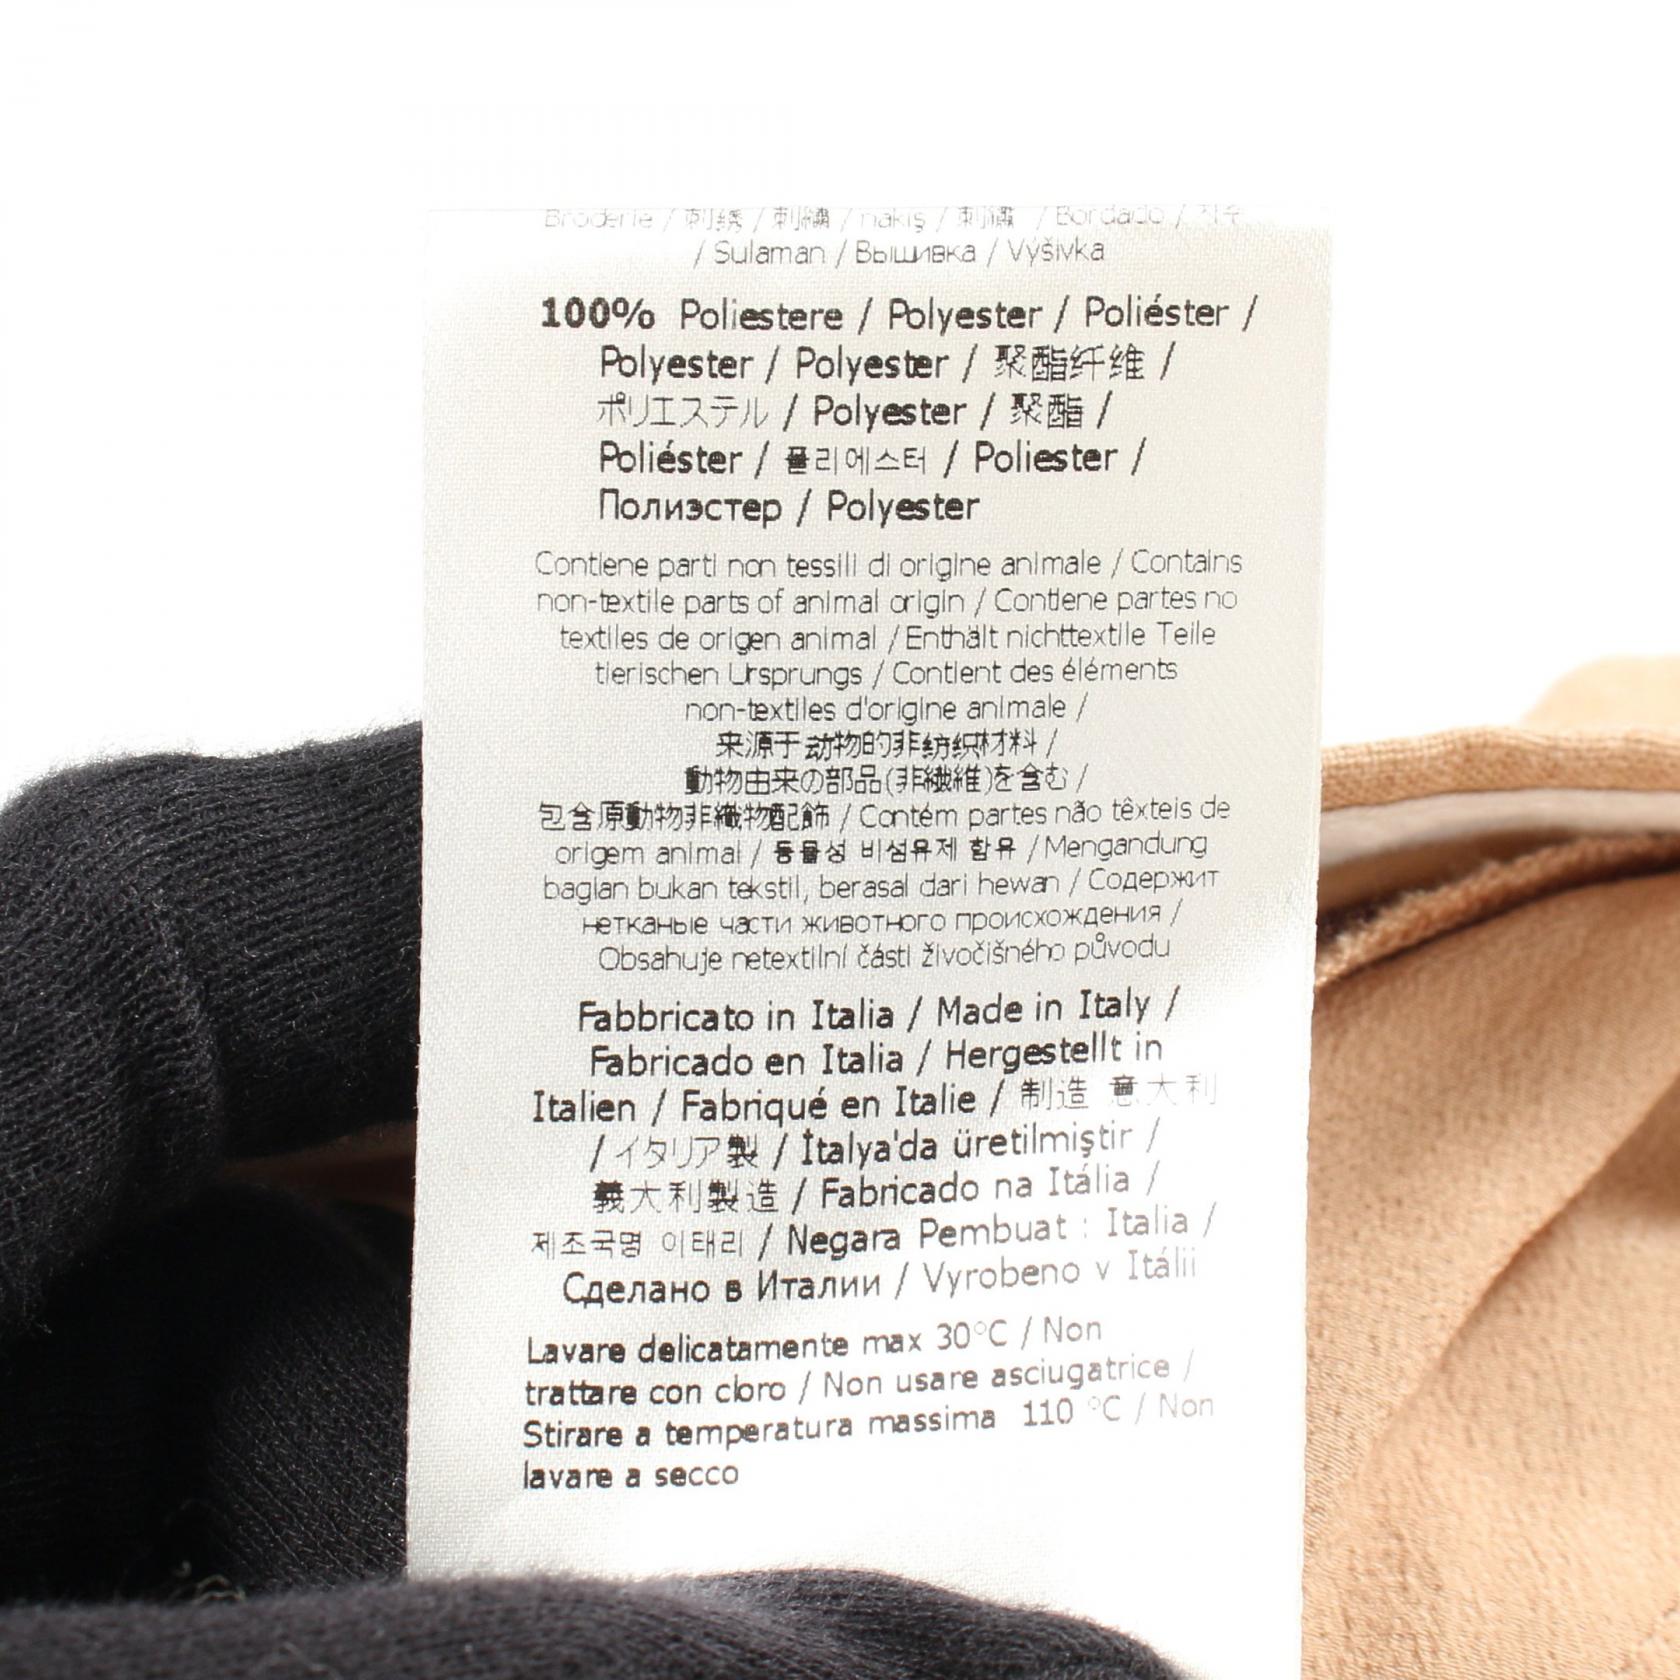 Broderie / 刺绣 / 刺繡 / nakış / 刺繡 / Bordado / 자수
/ Sulaman / Вышивка / Výšivka
100% Poliestere / Polyester / Poliéster /
Polyester / Polyester / 聚酯纤维 /
ポリエステル / Polyester / 聚酯 /
Poliéster / 폴리에스터 / Poliester /
Полиэстер / Polyester
Contiene parti non tessili di origine animale / Contains
non-textile parts of animal origin / Contiene partes no
textiles de origen animal / Enthält nichttextile Teile
tierischen Ursprungs / Contient des éléments
non-textiles d'origine animale /
来源于动物的非纺织材料 /
動物由来の部品(非繊維)を含む /
包含原動物非織物配飾 / Contém partes não têxteis de
origem animal / 동물성 비섬유제 함유 / Mengandung
bagian bukan tekstil, berasal dari hewan / Содержит
нетканые части животного происхождения /
Obsahuje netextilní části živočišného původu
Fabbricato in Italia / Made in Italy /
Fabricado en Italia / Hergestellt in
Italien / Fabriqué en Italie / 制造 意大利
/ イタリア製 / İtalya'da üretilmiştir /
義大利製造 / Fabricado na Itália /
제조국명 이태리 / Negara Pembuat : Italia /
Сделано в Италии / Vyrobeno v Itálii
Lavare delicatamente max 30°C / Non
trattare con cloro / Non usare asciugatrice /
Stirare a temperatura massima 110 °C / Non
lavare a secco